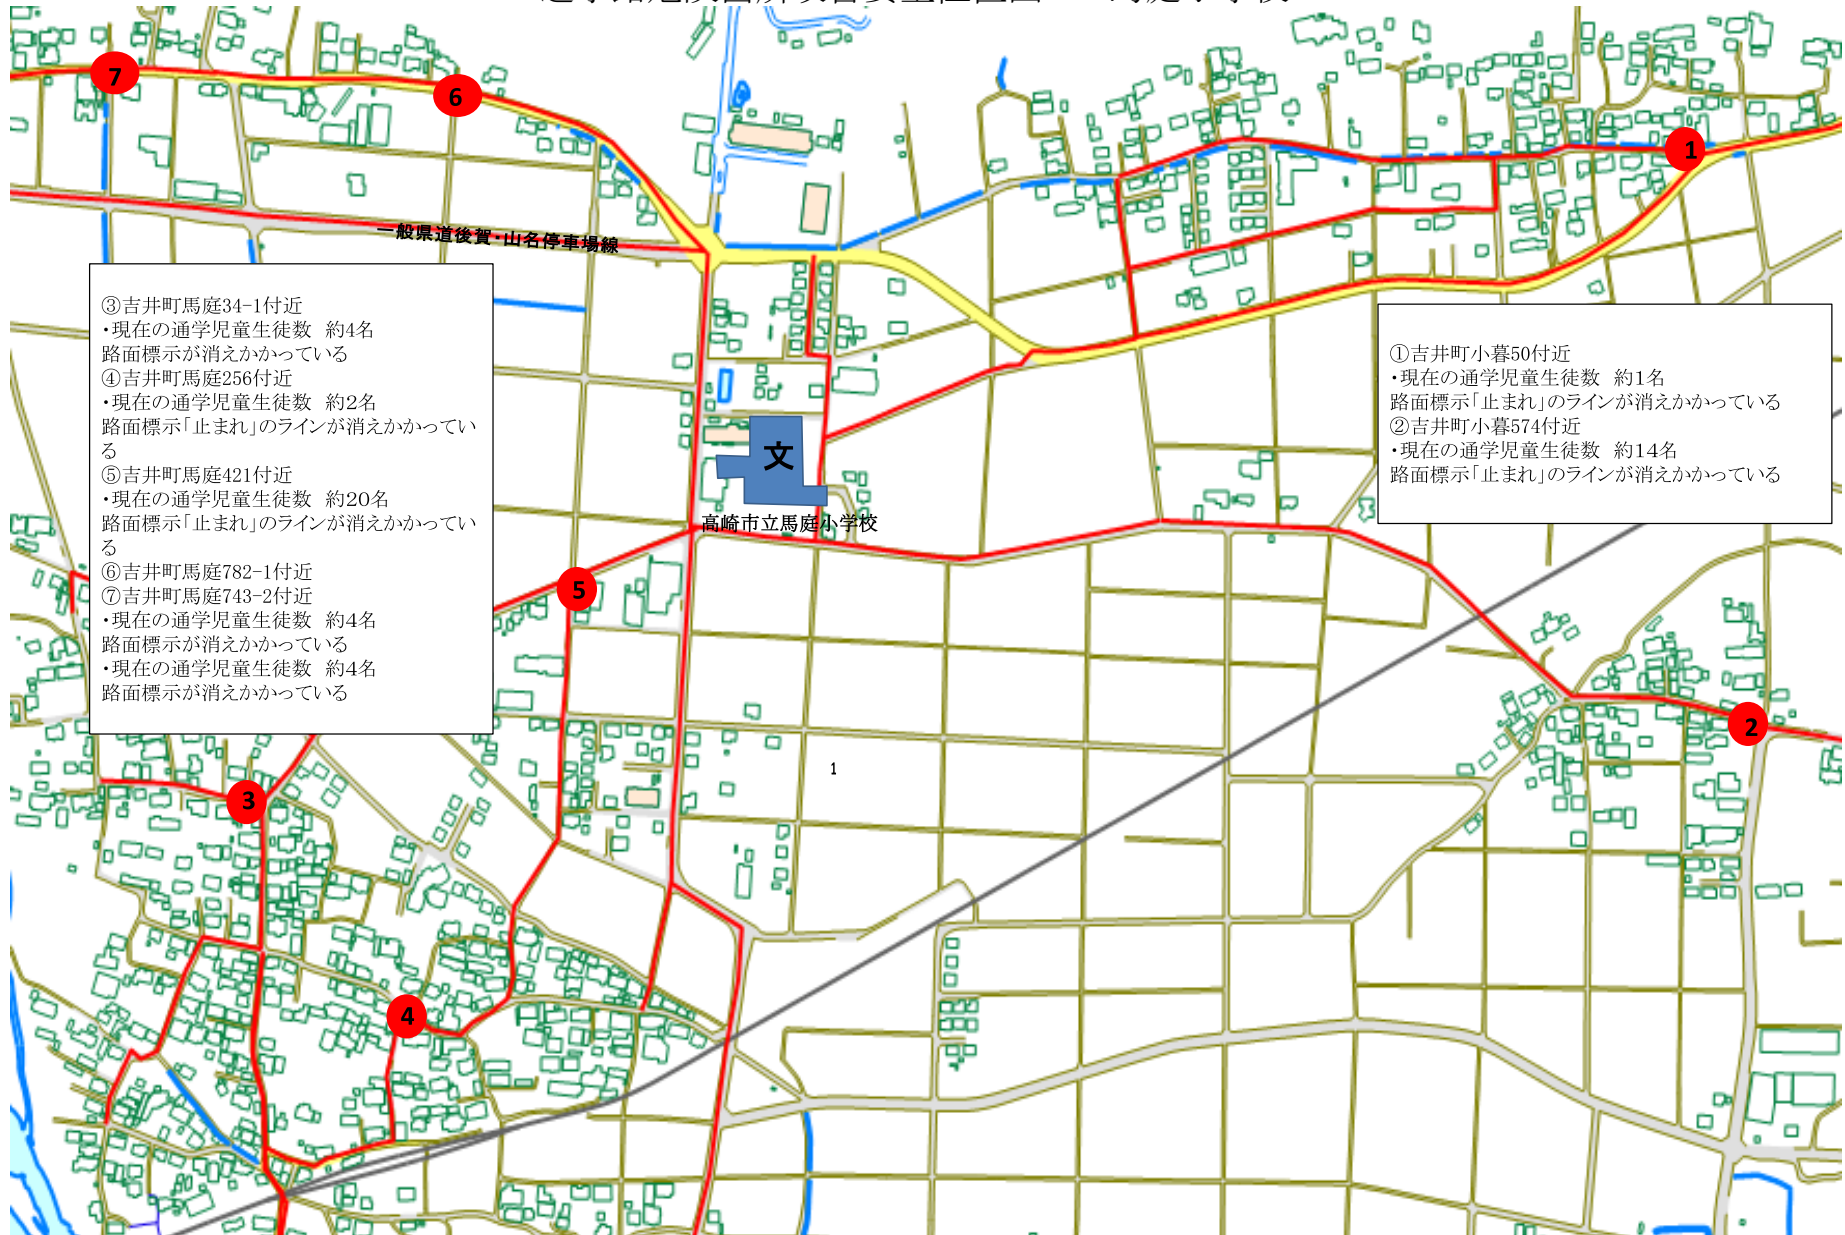 7
6
1
一般県道後賀・山名停車場線
③吉井町馬庭34-1付近
・現在の通学児童生徒数 約4名
路面標示が消えかかっている
④吉井町馬庭256付近
・現在の通学児童生徒数 約2名
路面標示「止まれ」のラインが消えかかってい
る
⑤吉井町馬庭421付近
・現在の通学児童生徒数 約20名
路面標示「止まれ」のラインが消えかかってい
る
⑥吉井町馬庭782-1付近
⑦吉井町馬庭743-2付近
・現在の通学児童生徒数 約4名
路面標示が消えかかっている
・現在の通学児童生徒数 約4名
路面標示が消えかかっている
①吉井町小暮50付近
・現在の通学児童生徒数 約1名
路面標示「止まれ」のラインが消えかかっている
②吉井町小暮574付近
・現在の通学児童生徒数 約14名
路面標示「止まれ」のラインが消えかかっている
文
高崎市立馬庭小学校
5
2
1
3
4